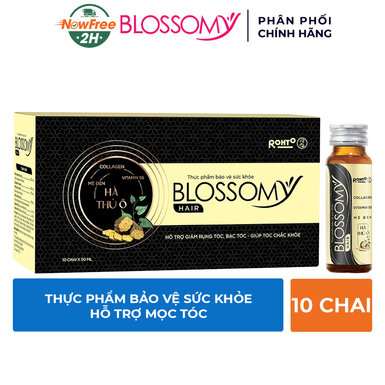 NowFree
2H
BLOSSOMY
PHÂN PHỐI
CHÍNH HÃNG
COLLAGEN
VITAMIN B5
MÈ ĐEN
HÀ
THỦ Ô
ROHTO
Thực phẩm bảo vệ sức khỏe
BLOSSOMY
HAIR
HỖ TRỢ GIẢM RỤNG TÓC, BẠC TÓC - GIÚP TÓC CHẮC KHỎE
10 CHAI X 50 ML
ROHTO
BLOSSOMY
HAIR
COLLAGEN
MÈ ĐEN
HÀ
THỦ Ô
THỰC PHẨM BẢO VỆ SỨC KHỎE
HỖ TRỢ MỌC TÓC
10 CHAI